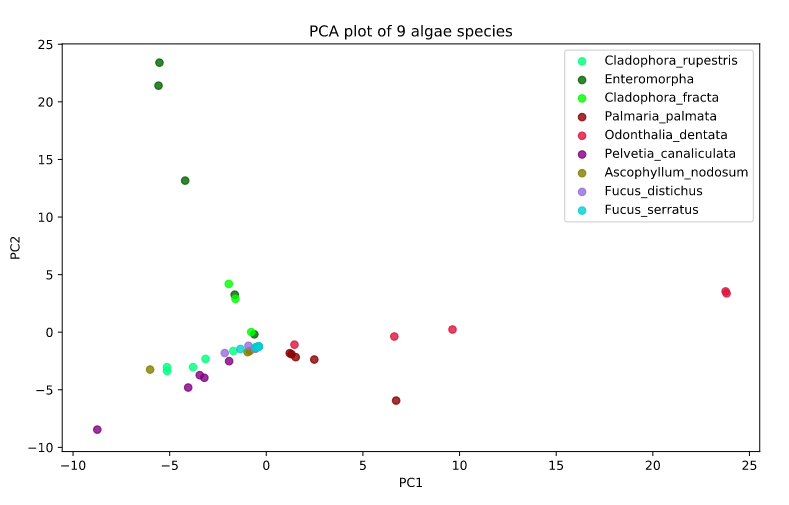 PCA plot of 9 algae species
25
20
15
10
5
0
−5
−10
PC2
−10
−5
0
5
10
15
20
25
PC1
Cladophora_rupestris
Enteromorpha
Cladophora_fracta
Palmaria_palmata
Odonthalia_dentata
Pelvetia_canaliculata
Ascophyllum_nodosum
Fucus_distichus
Fucus_serratus